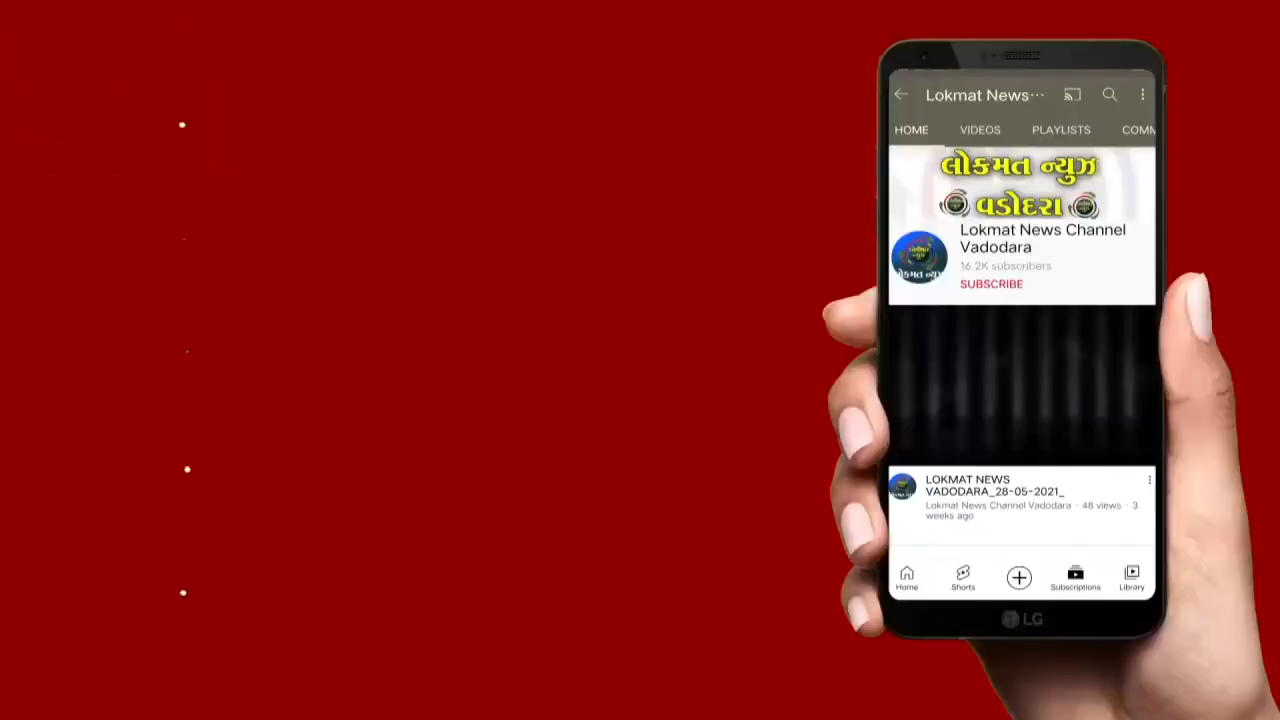 Lokmat News···
HOME VIDEOS PLAYLISTS COMM
લોકમત ન્યુઝ
વડોદરા
Lokmat News Channel
Vadodara
16.2K subscribers
SUBSCRIBE
LOKMAT NEWS
VADODARA_28-05-2021_
Lokmat News Channel Vadodara · 48 views · 3
weeks ago
Home Shorts Subscriptions Library
LG